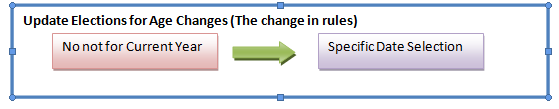 Update Elections for Age Changes (The change in rules)
No not for Current Year
Specific Date Selection